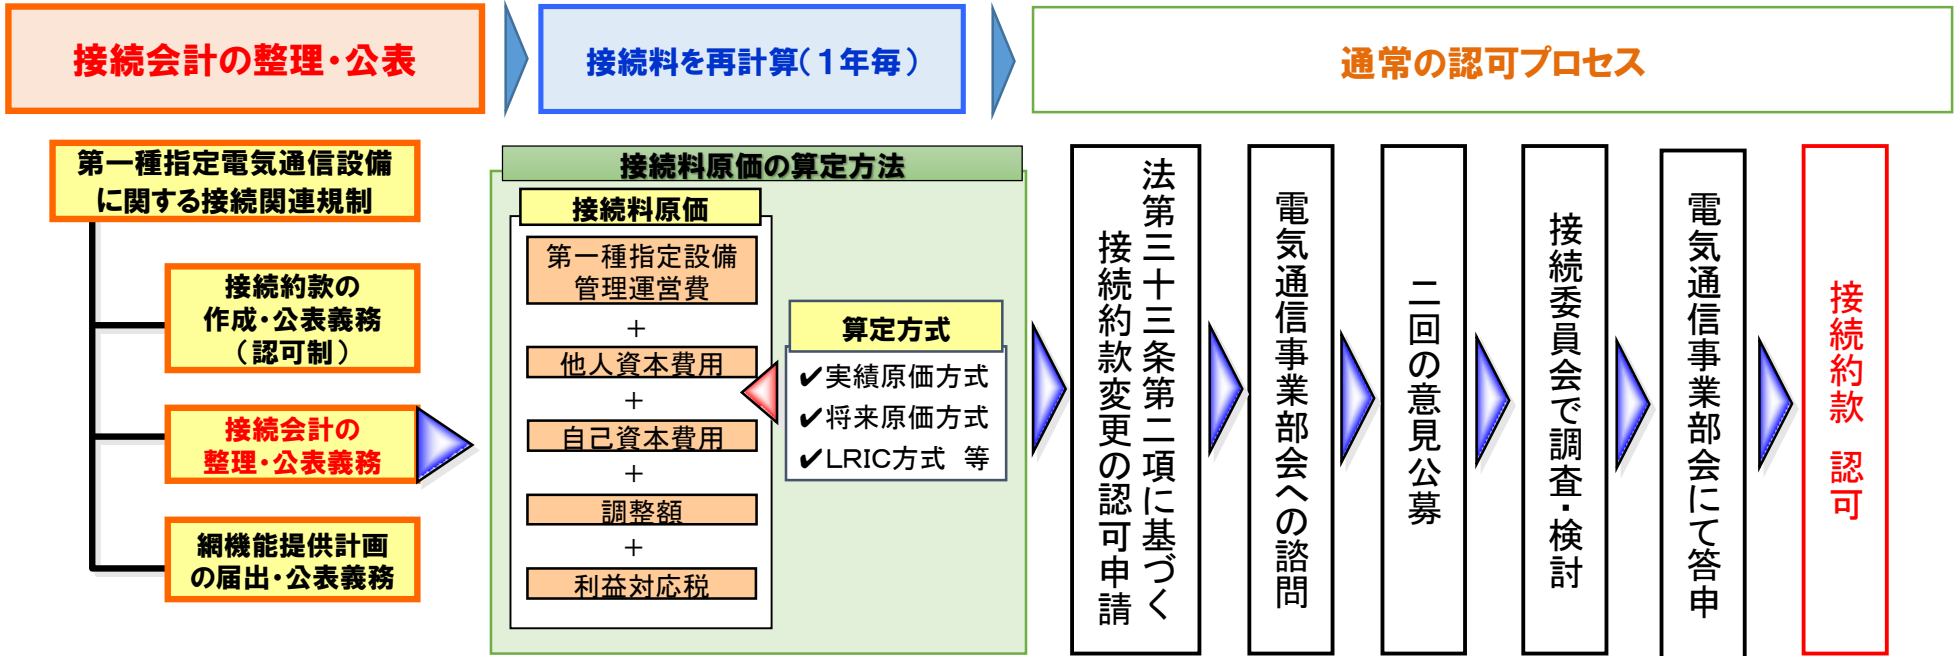 接続会計の整理・公表
接続料を再計算（１年毎）
通常の認可プロセス
第一種指定電気通信設備
に関する接続関連規制
接続約款の
作成・公表義務
（認可制）
接続会計の
整理・公表義務
網機能提供計画
の届出・公表義務
接続料原価の算定方法
接続料原価
第一種指定設備
管理運営費
＋
他人資本費用
＋
自己資本費用
＋
調整額
＋
利益対応税
算定方式
✔実績原価方式
✔将来原価方式
✔LRIC方式　等
法第三十三条第二項に基づく
接続約款変更の認可申請
電気通信事業部会への諮問
二回の意見公募
接続委員会で調査・検討
電気通信事業部会にて答申
接続約款　認可